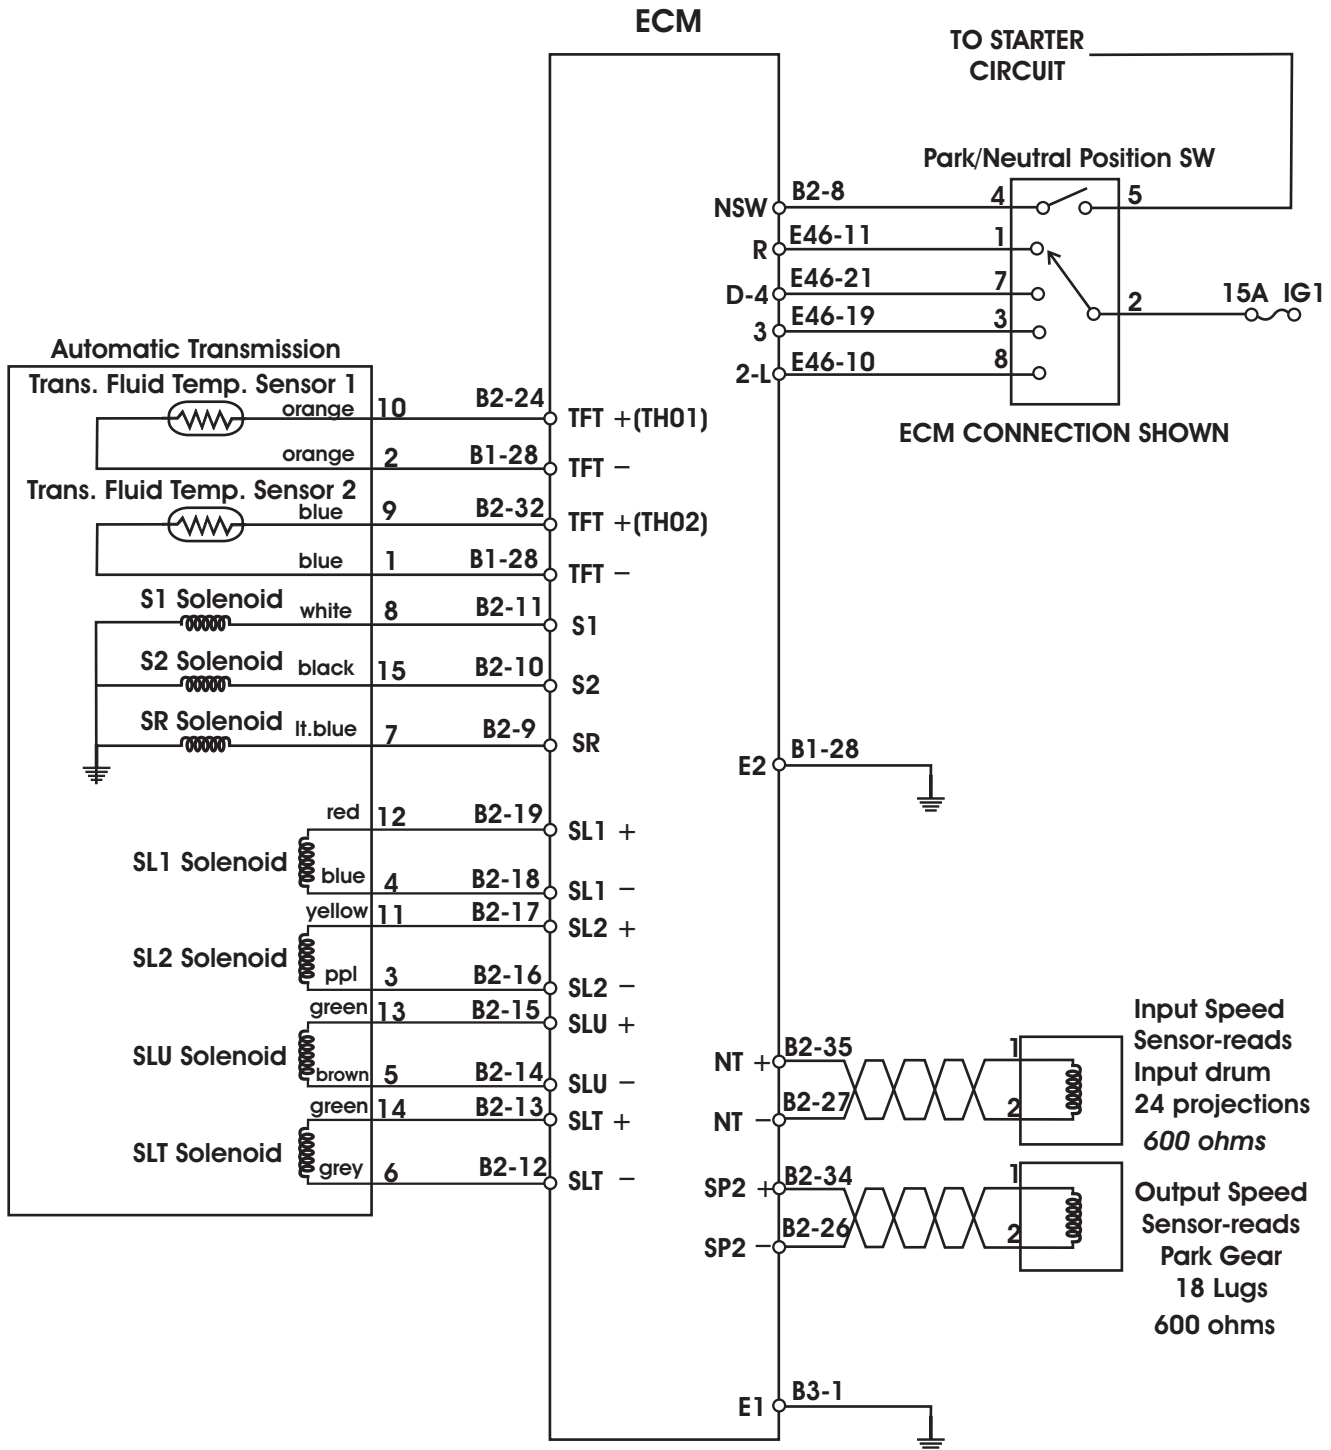 ECM
TO STARTER
CIRCUIT
Park/Neutral Position SW
NSW B2-8 4 5
R E46-11 1
D-4 E46-21 7
2 15A IG1
3 E46-19 3
2-L E46-10 8
ECM CONNECTION SHOWN
Automatic Transmission
Trans. Fluid Temp. Sensor 1
orange 10 B2-24 TFT +(TH01)
orange 2 B1-28 TFT −
Trans. Fluid Temp. Sensor 2
blue 9 B2-32 TFT +(TH02)
blue 1 B1-28 TFT −
S1 Solenoid white 8 B2-11 S1
S2 Solenoid black 15 B2-10 S2
SR Solenoid lt.blue 7 B2-9 SR
E2 B1-28
red 12 B2-19 SL1 +
SL1 Solenoid
blue 4 B2-18 SL1 −
yellow 11 B2-17 SL2 +
SL2 Solenoid
ppl 3 B2-16 SL2 −
green 13 B2-15 SLU +
SLU Solenoid
brown 5 B2-14 SLU −
green 14 B2-13 SLT +
SLT Solenoid
grey 6 B2-12 SLT −
NT + B2-35 1
NT − B2-27 2
Input Speed
Sensor-reads
Input drum
24 projections
600 ohms
SP2 + B2-34 1
SP2 − B2-26 2
Output Speed
Sensor-reads
Park Gear
18 Lugs
600 ohms
E1 B3-1